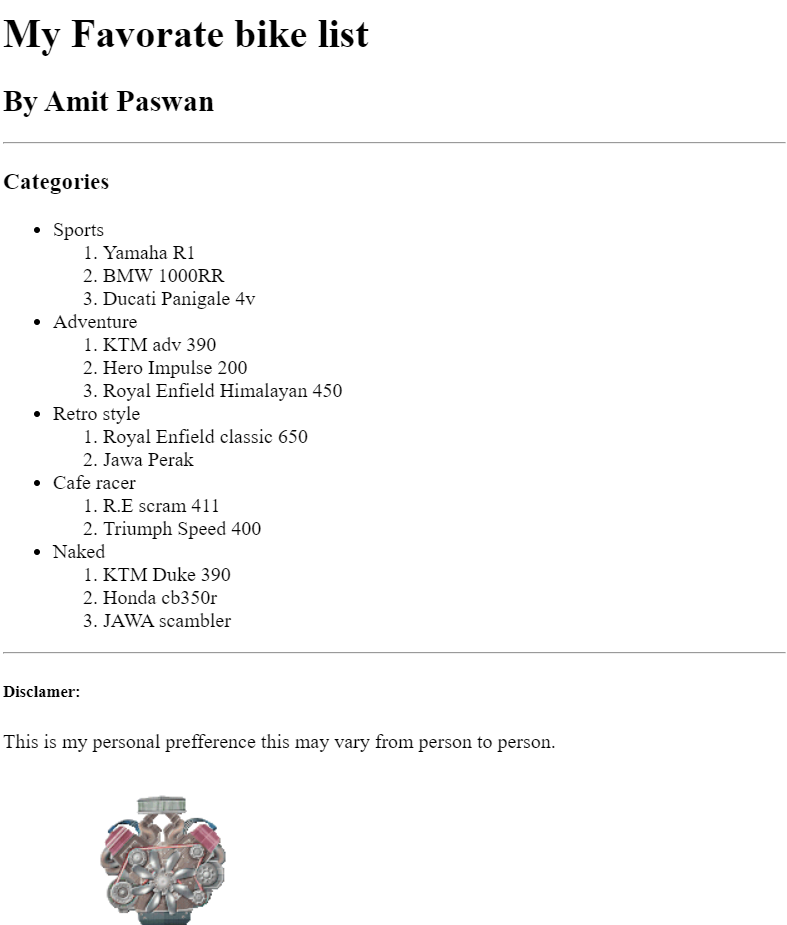 My Favorate bike list
By Amit Paswan
Categories
• Sports
1. Yamaha R1
2. BMW 1000RR
3. Ducati Panigale 4v
• Adventure
1. KTM adv 390
2. Hero Impulse 200
3. Royal Enfield Himalayan 450
• Retro style
1. Royal Enfield classic 650
2. Jawa Perak
• Cafe racer
1. R.E scram 411
2. Triumph Speed 400
• Naked
1. KTM Duke 390
2. Honda cb350r
3. JAWA scambler
Disclamer:
This is my personal prefference this may vary from person to person.